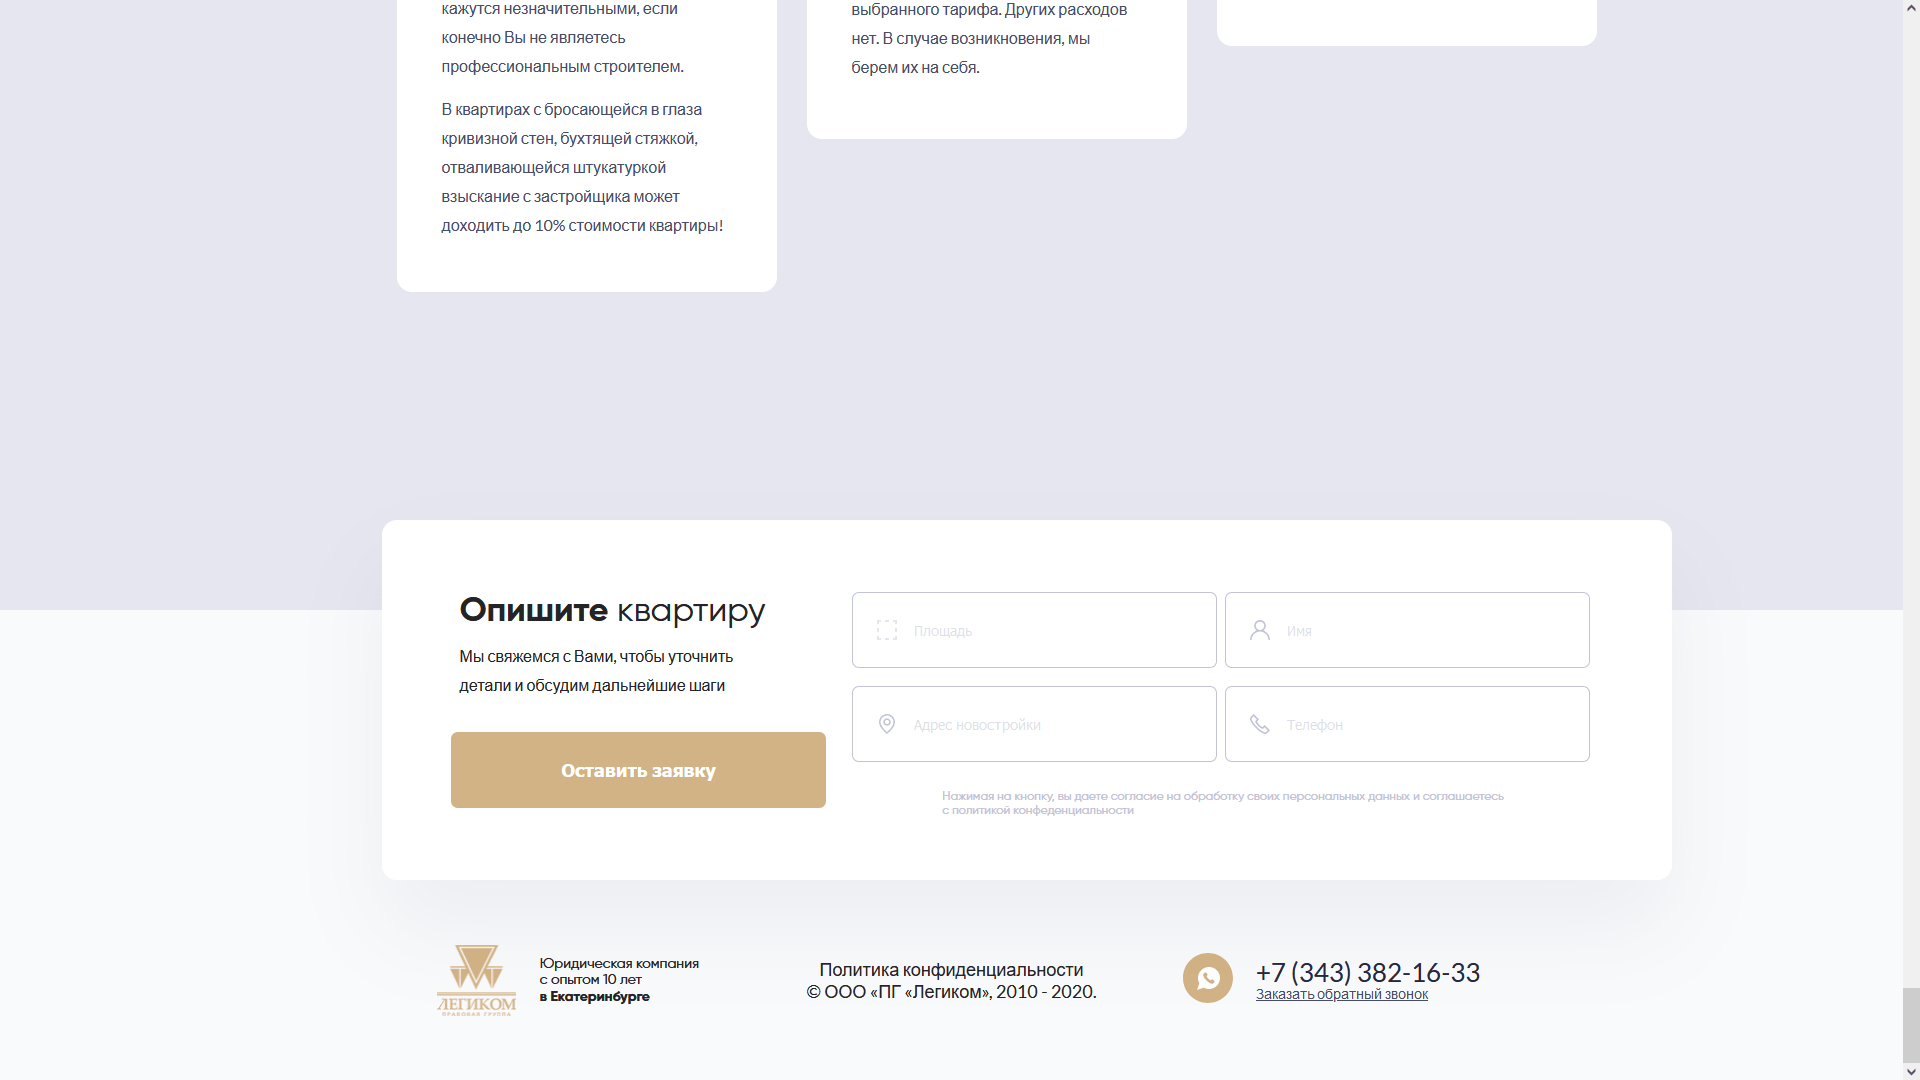 кажутся незначительными, если
конечно Вы не являетесь
профессиональным строителем.
В квартирах с бросающейся в глаза
кривизной стен, бухтящей стяжкой,
отваливающейся штукатуркой
взыскание с застройщика может
доходить до 10% стоимости квартиры!
выбранного тарифа. Других расходов
нет. В случае возникновения, мы
берем их на себя.
Опишите квартиру
Мы свяжемся с Вами, чтобы уточнить
детали и обсудим дальнейшие шаги
Оставить заявку
Площадь
Имя
Адрес новостройки
Телефон
Нажимая на кнопку, вы даете согласие на обработку своих персональных данных и соглашаетесь
с политикой конфеденциальности
ЛЕГИКОМ
ПРАВОВАЯ ГРУППА
Юридическая компания
с опытом 10 лет
в Екатеринбурге
Политика конфиденциальности
© ООО «ПГ «Легиком», 2010 - 2020.
+7 (343) 382-16-33
Заказать обратный звонок